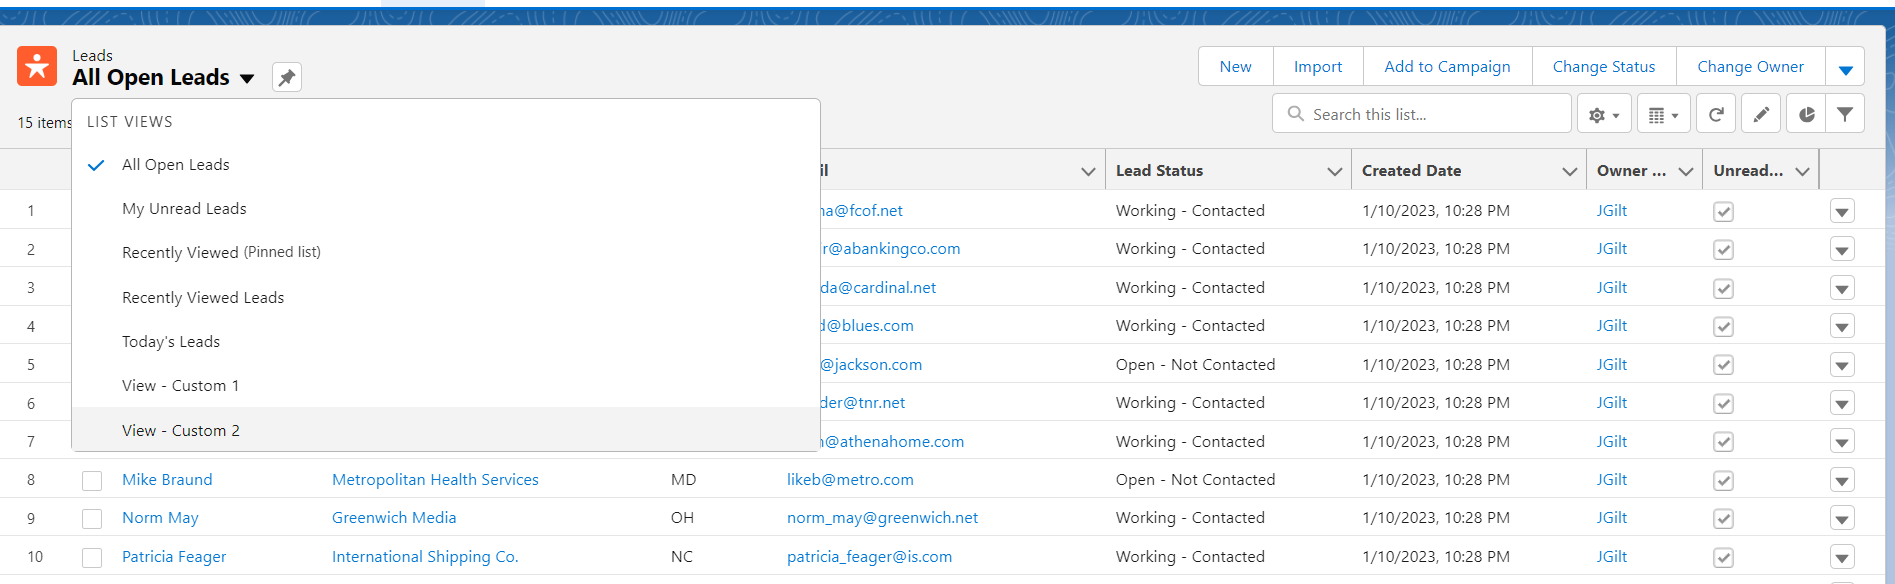 Leads
All Open Leads
New Import Add to Campaign Change Status Change Owner
15 items
Search this list...
LIST VIEWS
All Open Leads
My Unread Leads
Recently Viewed (Pinned list)
Recently Viewed Leads
Today's Leads
View - Custom 1
View - Custom 2
il Lead Status Created Date Owner ... Unread...
1 na@fcof.net Working - Contacted 1/10/2023, 10:28 PM JGilt
2 r@abankingco.com Working - Contacted 1/10/2023, 10:28 PM JGilt
3 da@cardinal.net Working - Contacted 1/10/2023, 10:28 PM JGilt
4 d@blues.com Working - Contacted 1/10/2023, 10:28 PM JGilt
5 @jackson.com Open - Not Contacted 1/10/2023, 10:28 PM JGilt
6 der@tnr.net Working - Contacted 1/10/2023, 10:28 PM JGilt
7 @athenahome.com Working - Contacted 1/10/2023, 10:28 PM JGilt
8 Mike Braund Metropolitan Health Services MD likeb@metro.com Open - Not Contacted 1/10/2023, 10:28 PM JGilt
9 Norm May Greenwich Media OH norm_may@greenwich.net Working - Contacted 1/10/2023, 10:28 PM JGilt
10 Patricia Feager International Shipping Co. NC patricia_feager@is.com Working - Contacted 1/10/2023, 10:28 PM JGilt